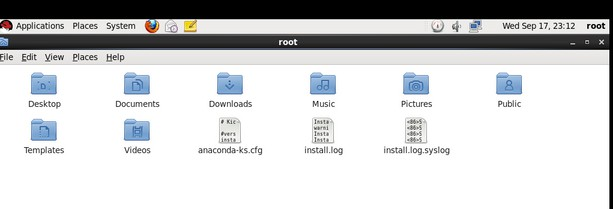 Applications Places System Wed Sep 17, 23:12 root
root
File Edit View Places Help
Desktop Documents Downloads Music Pictures Public
# Kic Insta <86>S
warni <86>S
#vers Insta <86>S
insta Insta <86>S
Templates Videos anaconda-ks.cfg install.log install.log.syslog